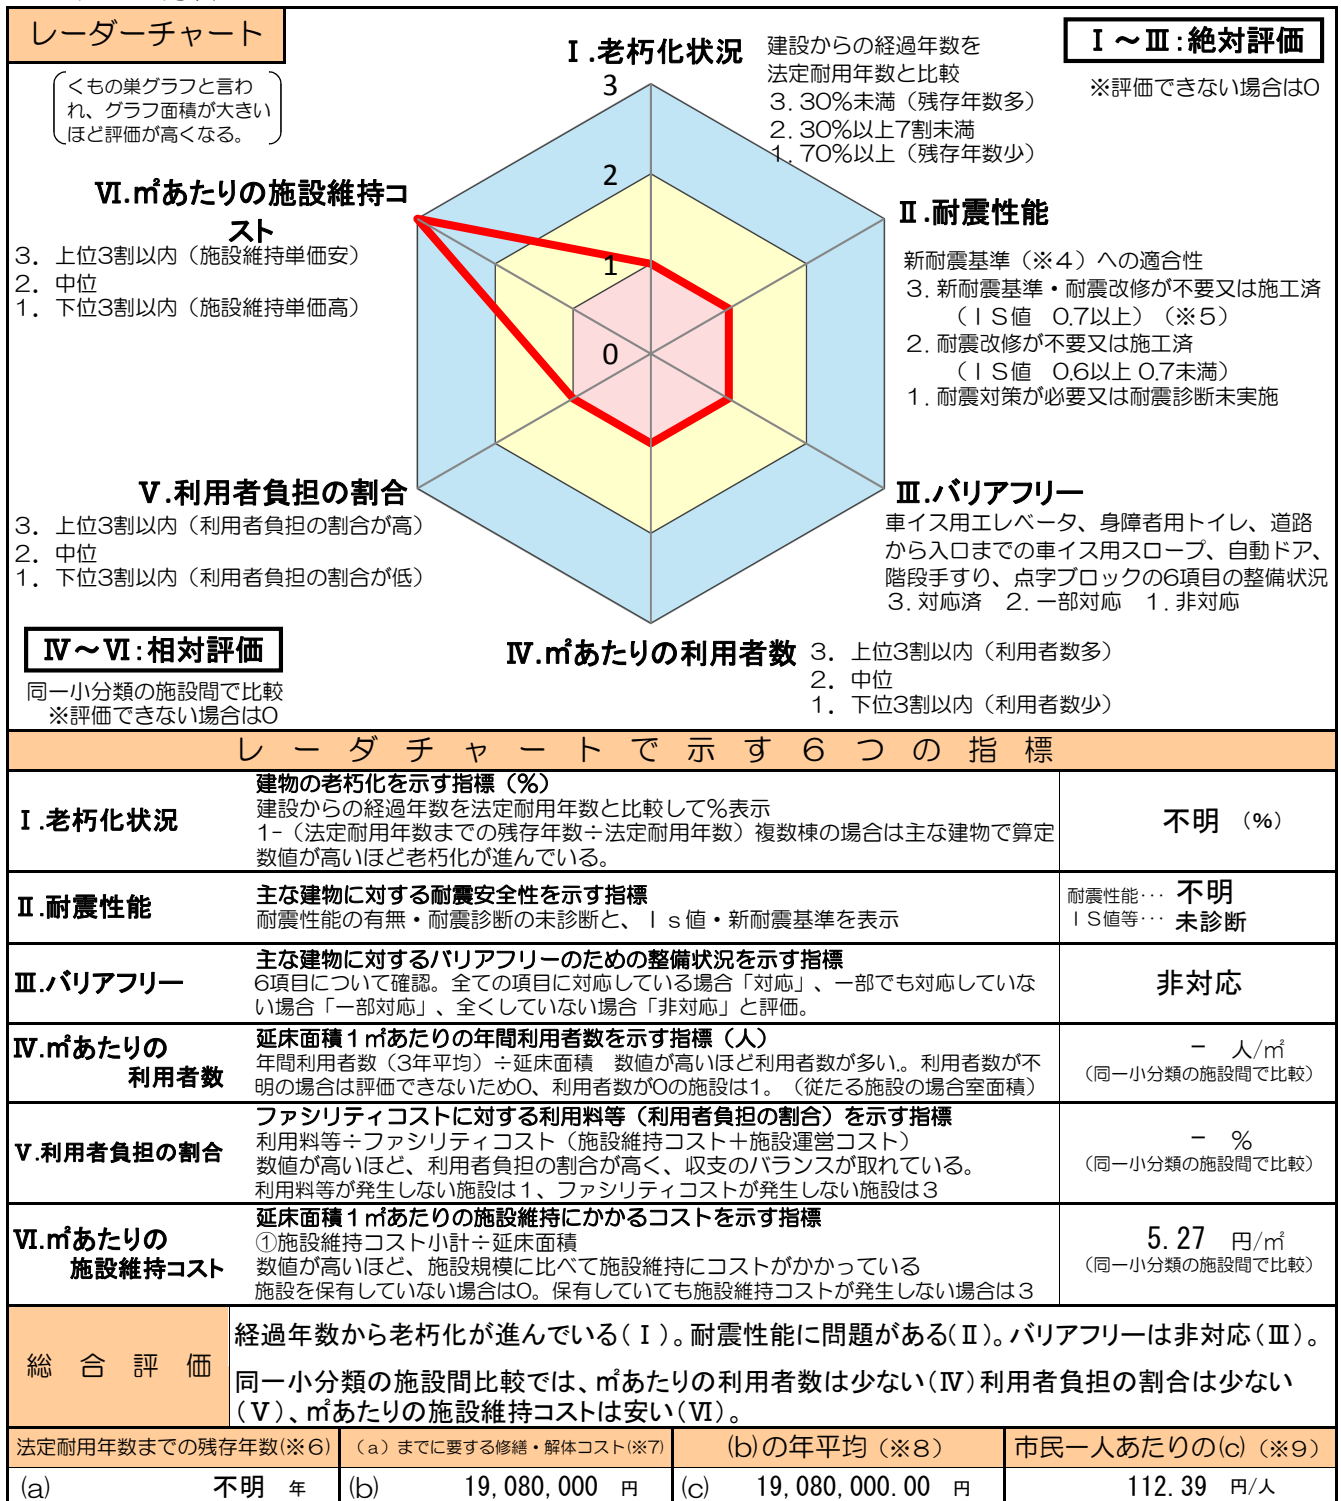 レーダーチャート
くもの巣グラフと言わ
れ、グラフ面積が大きい
ほど評価が高くなる。
Ⅰ～Ⅲ:絶対評価
※評価できない場合は0
Ⅰ.老朽化状況
建設からの経過年数を
法定耐用年数と比較
3. 30％未満（残存年数多）
2. 30％以上7割未満
1. 70％以上（残存年数少）
3
2
1
0
Ⅵ.㎡あたりの施設維持コ
スト
3. 上位3割以内（施設維持単価安）
2. 中位
1. 下位3割以内（施設維持単価高）
Ⅱ.耐震性能
新耐震基準（※4）への適合性
3. 新耐震基準・耐震改修が不要又は施工済
（ＩＳ値　0.7以上）（※5）
2. 耐震改修が不要又は施工済
（ＩＳ値　0.6以上 0.7未満）
1. 耐震対策が必要又は耐震診断未実施
Ⅴ.利用者負担の割合
3. 上位3割以内（利用者負担の割合が高）
2. 中位
1. 下位3割以内（利用者負担の割合が低）
Ⅲ.バリアフリー
車イス用エレベータ、身障者用トイレ、道路
から入口までの車イス用スロープ、自動ドア、
階段手すり、点字ブロックの6項目の整備状況
3. 対応済　2. 一部対応　1. 非対応
Ⅳ～Ⅵ:相対評価
同一小分類の施設間で比較
※評価できない場合は0
Ⅳ.㎡あたりの利用者数
3. 上位3割以内（利用者数多）
2. 中位
1. 下位3割以内（利用者数少）
レーダチャートで示す６つの指標
Ⅰ.老朽化状況
建物の老朽化を示す指標（％）
建設からの経過年数を法定耐用年数と比較して％表示
1-（法定耐用年数までの残存年数÷法定耐用年数）複数棟の場合は主な建物で算定
数値が高いほど老朽化が進んでいる。
不明 （%）
Ⅱ.耐震性能
主な建物に対する耐震安全性を示す指標
耐震性能の有無・耐震診断の未診断と、Ｉｓ値・新耐震基準を表示
耐震性能… 不明
ＩＳ値等… 未診断
Ⅲ.バリアフリー
主な建物に対するバリアフリーのための整備状況を示す指標
6項目について確認。全ての項目に対応している場合「対応」、一部でも対応していな
い場合「一部対応」、全くしていない場合「非対応」と評価。
非対応
Ⅳ.㎡あたりの
利用者数
延床面積１㎡あたりの年間利用者数を示す指標（人）
年間利用者数（3年平均）÷延床面積　数値が高いほど利用者数が多い。利用者数が不
明の場合は評価できないため0、利用者数が0の施設は1。（従たる施設の場合室面積）
－ 人/㎡
（同一小分類の施設間で比較）
Ⅴ.利用者負担の割合
ファシリティコストに対する利用料等（利用者負担の割合）を示す指標
利用料等÷ファシリティコスト（施設維持コスト＋施設運営コスト）
数値が高いほど、利用者負担の割合が高く、収支のバランスが取れている。
利用料等が発生しない施設は１、ファシリティコストが発生しない施設は３
－ ％
（同一小分類の施設間で比較）
Ⅵ.㎡あたりの
施設維持コスト
延床面積１㎡あたりの施設維持にかかるコストを示す指標
①施設維持コスト小計÷延床面積
数値が高いほど、施設規模に比べて施設維持にコストがかかっている
施設を保有していない場合は0。保有していても施設維持コストが発生しない場合は３
5.27 円/㎡
（同一小分類の施設間で比較）
総合評価
経過年数から老朽化が進んでいる(Ⅰ)。耐震性能に問題がある(Ⅱ)。バリアフリーは非対応(Ⅲ)。
同一小分類の施設間比較では、㎡あたりの利用者数は少ない(Ⅳ)利用者負担の割合は少ない
(Ⅴ)、㎡あたりの施設維持コストは安い(Ⅵ)。
法定耐用年数までの残存年数(※6)
（a）までに要する修繕・解体コスト(※7)
(b)の年平均（※8）
市民一人あたりの(c)（※9）
(a) 不明 年
(b) 19,080,000 円
(c) 19,080,000.00 円
112.39 円/人